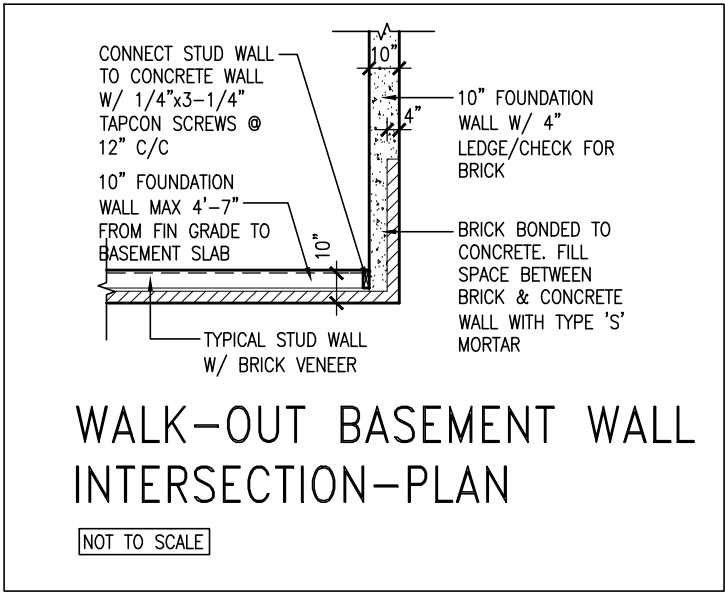 CONNECT STUD WALL
TO CONCRETE WALL
W/ 1/4"x3-1/4"
TAPCON SCREWS @
12" C/C
10" FOUNDATION
WALL MAX 4'-7"
FROM FIN GRADE TO
BASEMENT SLAB
10"
10"
4"
10" FOUNDATION
WALL W/ 4"
LEDGE/CHECK FOR
BRICK
BRICK BONDED TO
CONCRETE. FILL
SPACE BETWEEN
BRICK & CONCRETE
WALL WITH TYPE 'S'
MORTAR
TYPICAL STUD WALL
W/ BRICK VENEER
WALK-OUT BASEMENT WALL
INTERSECTION-PLAN
NOT TO SCALE